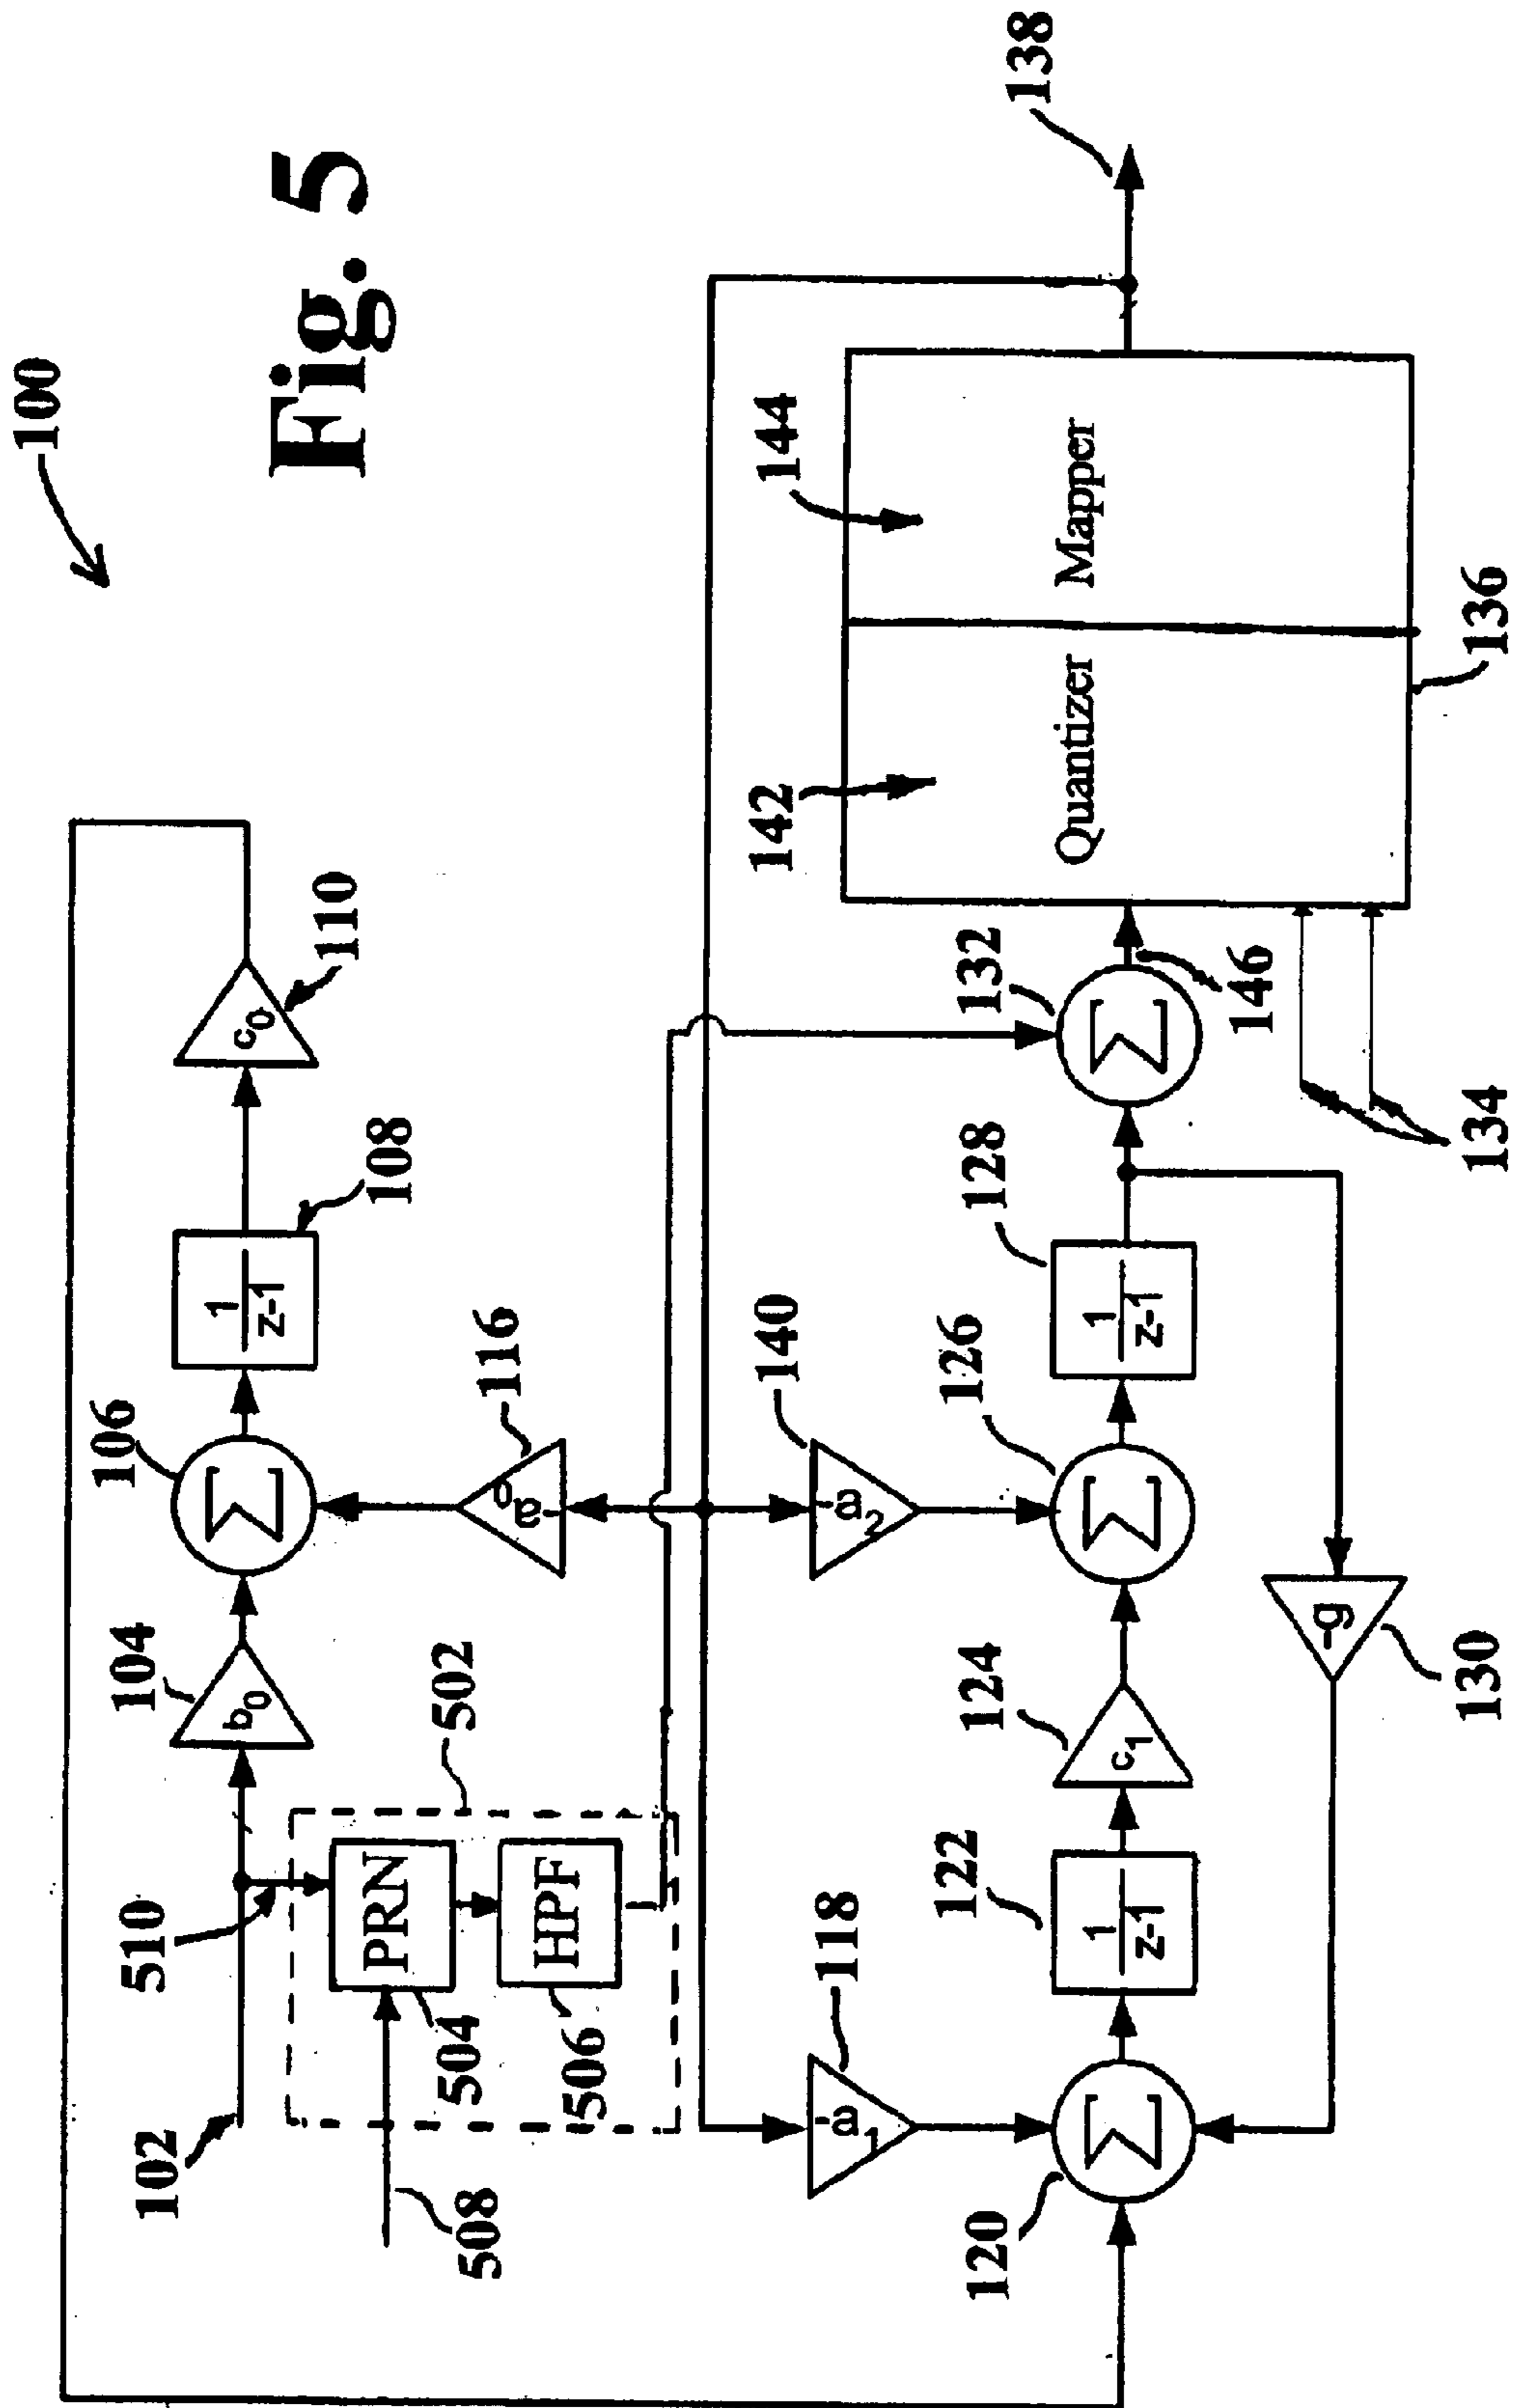 100
Fig. 5
102
510
104
b0
106
Σ
1
z-1
108
c0
110
-a0
116
502
PRN
504
HPF
506
508
118
-a1
140
-a2
120
Σ
122
1
z-1
124
c1
126
Σ
128
1
z-1
130
-g
132
Σ
146
134
142
Quantizer
144
Mapper
136
138